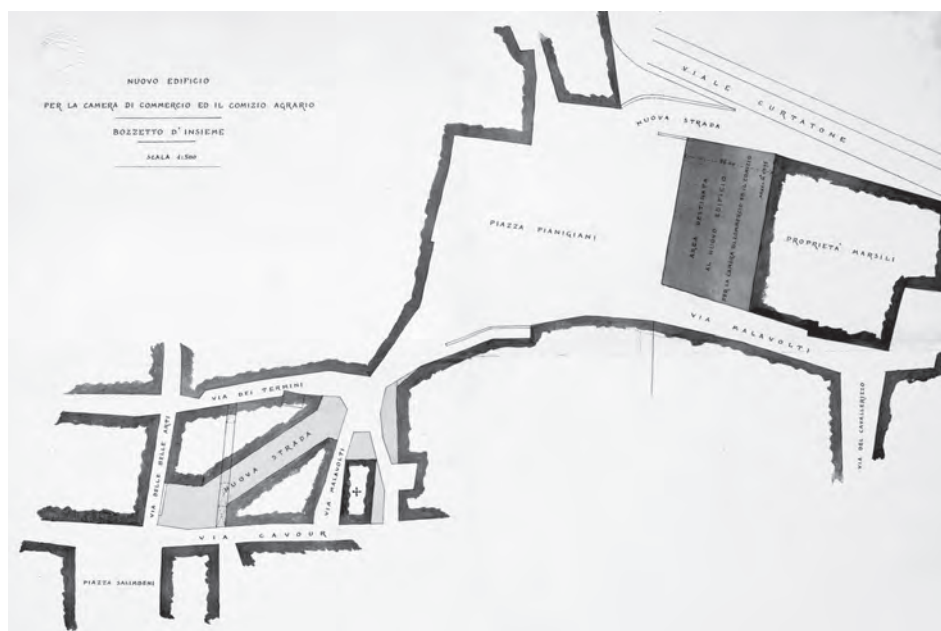 NUOVO EDIFICIO
PER LA CAMERA DI COMMERCIO ED IL COMIZIO AGRARIO
BOZZETTO D'INSIEME
SCALA 1:500
VIALE CURTATONE
NUOVA STRADA
PIAZZA PIANIGIANI
AREA DESTINATA
AL NUOVO EDIFICIO
PER LA CAMERA DI COMMERCIO ED IL COMIZIO
PROPRIETA' MARSILI
VIA MALAVOLTI
VIA DEL CAVALLERIZZO
VIA DEI TERMINI
VIA DELLE BELLE ARTI
NUOVA STRADA
VIA MALAVOLTI
VIA CAVOUR
PIAZZA SALIMBENI